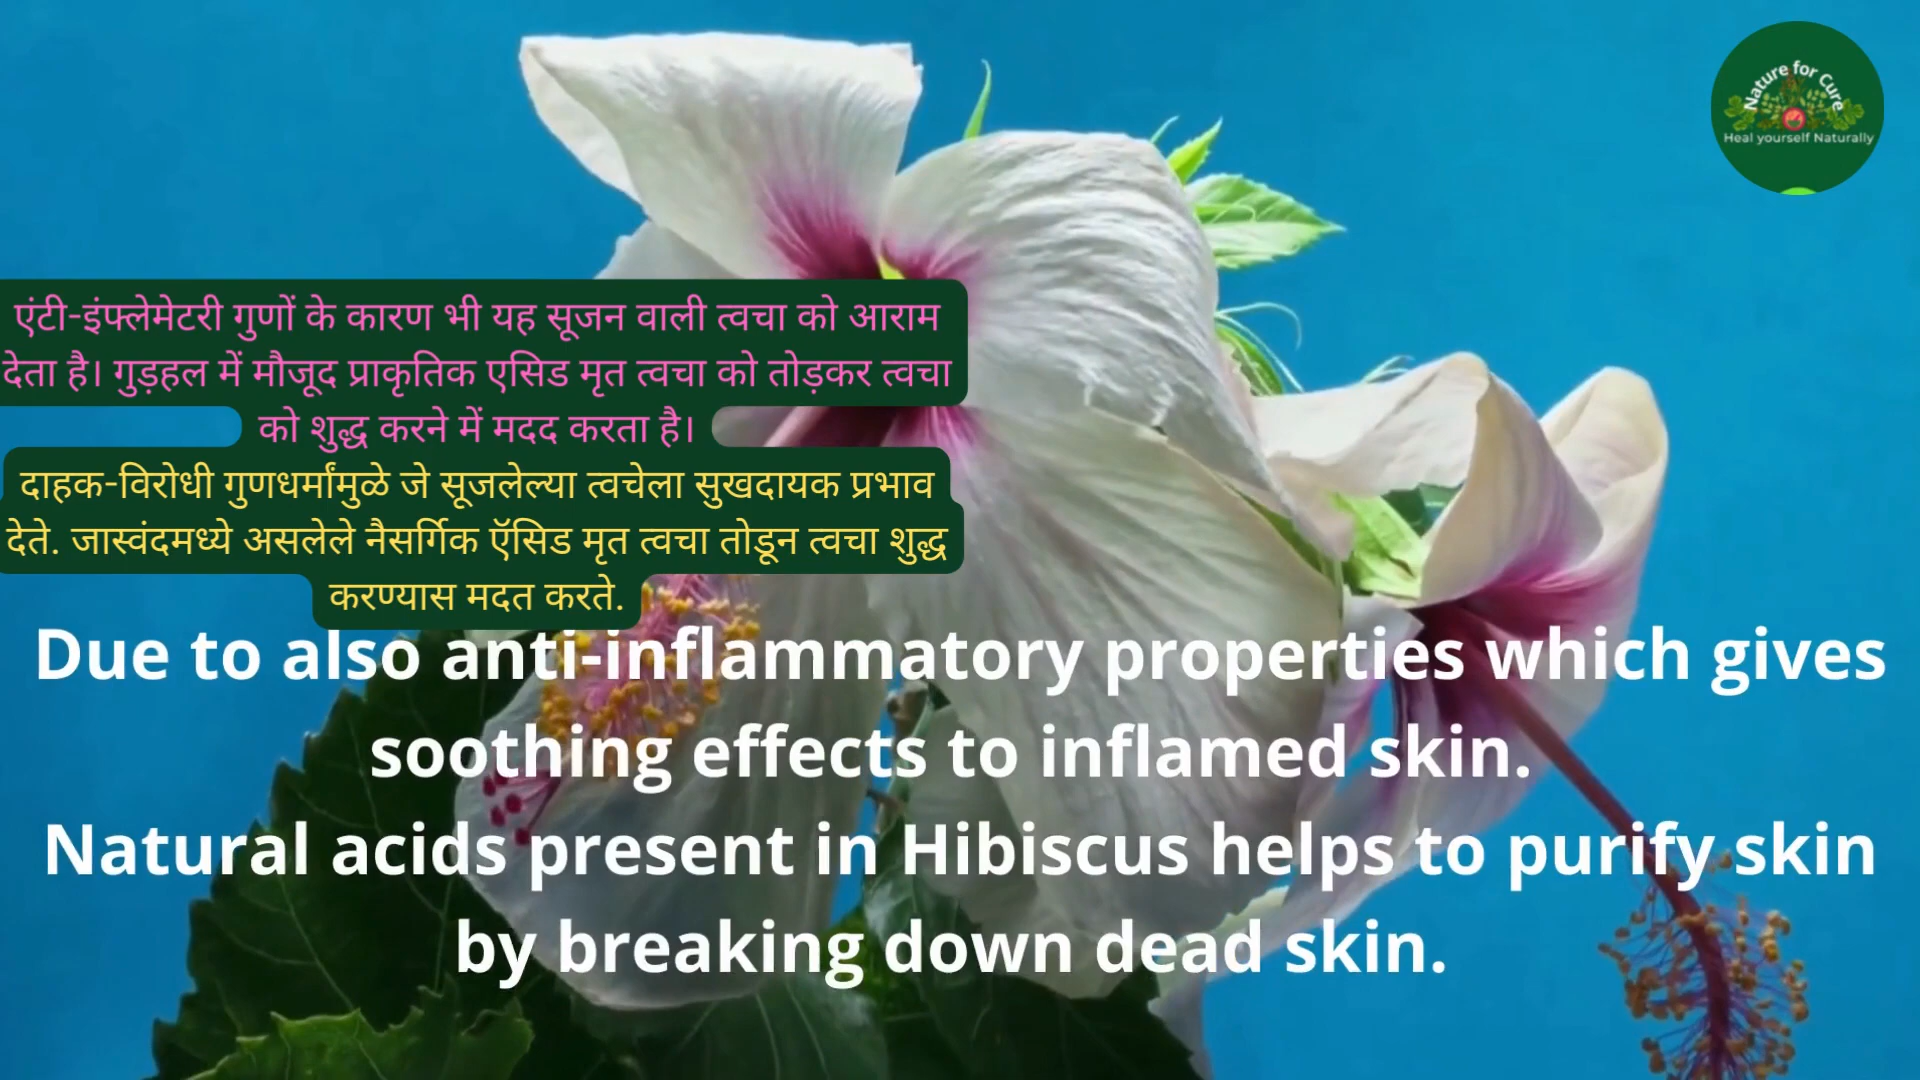 Nature for Cure
Heal yourself Naturally
एंटी-इंफ्लेमेटरी गुणों के कारण भी यह सूजन वाली त्वचा को आराम
देता है। गुड़हल में मौजूद प्राकृतिक एसिड मृत त्वचा को तोड़कर त्वचा
को शुद्ध करने में मदद करता है।
दाहक-विरोधी गुणधर्मांमुळे जे सूजलेल्या त्वचेला सुखदायक प्रभाव
देते. जास्वंदमध्ये असलेले नैसर्गिक ऍसिड मृत त्वचा तोडून त्वचा शुद्ध
करण्यास मदत करते.
Due to also anti-inflammatory properties which gives
soothing effects to inflamed skin.
Natural acids present in Hibiscus helps to purify skin
by breaking down dead skin.